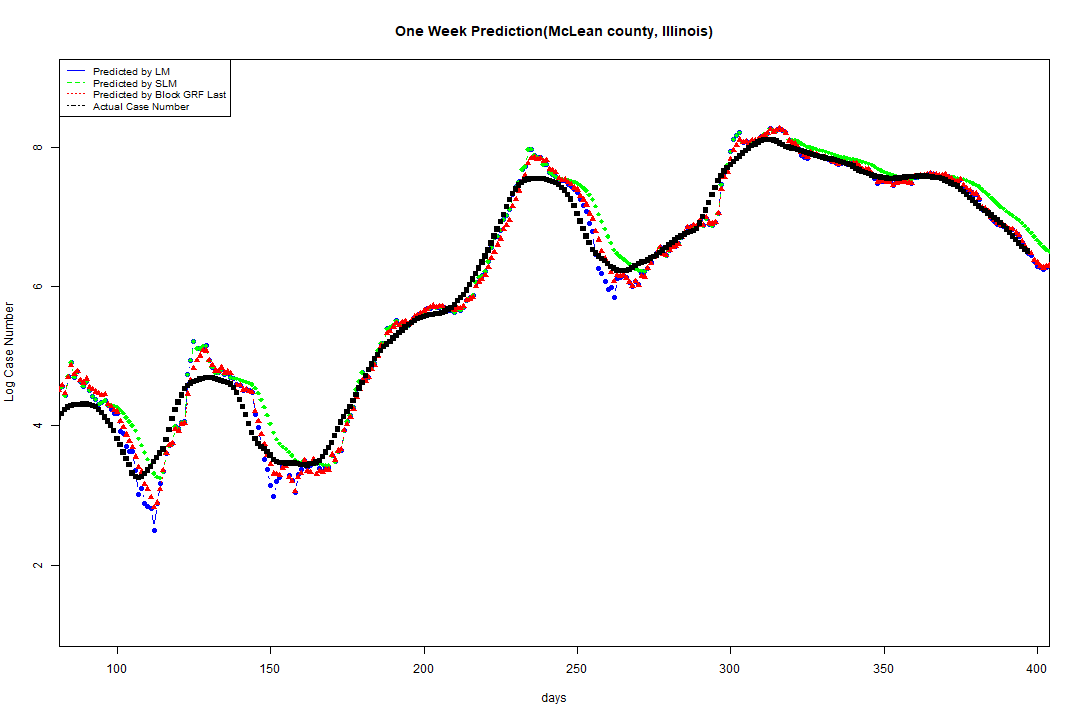 One Week Prediction(McLean county, Illinois)
Predicted by LM
Predicted by SLM
Predicted by Block GRF Last
Actual Case Number
Log Case Number
8
6
4
2
100 150 200 250 300 350 400
days